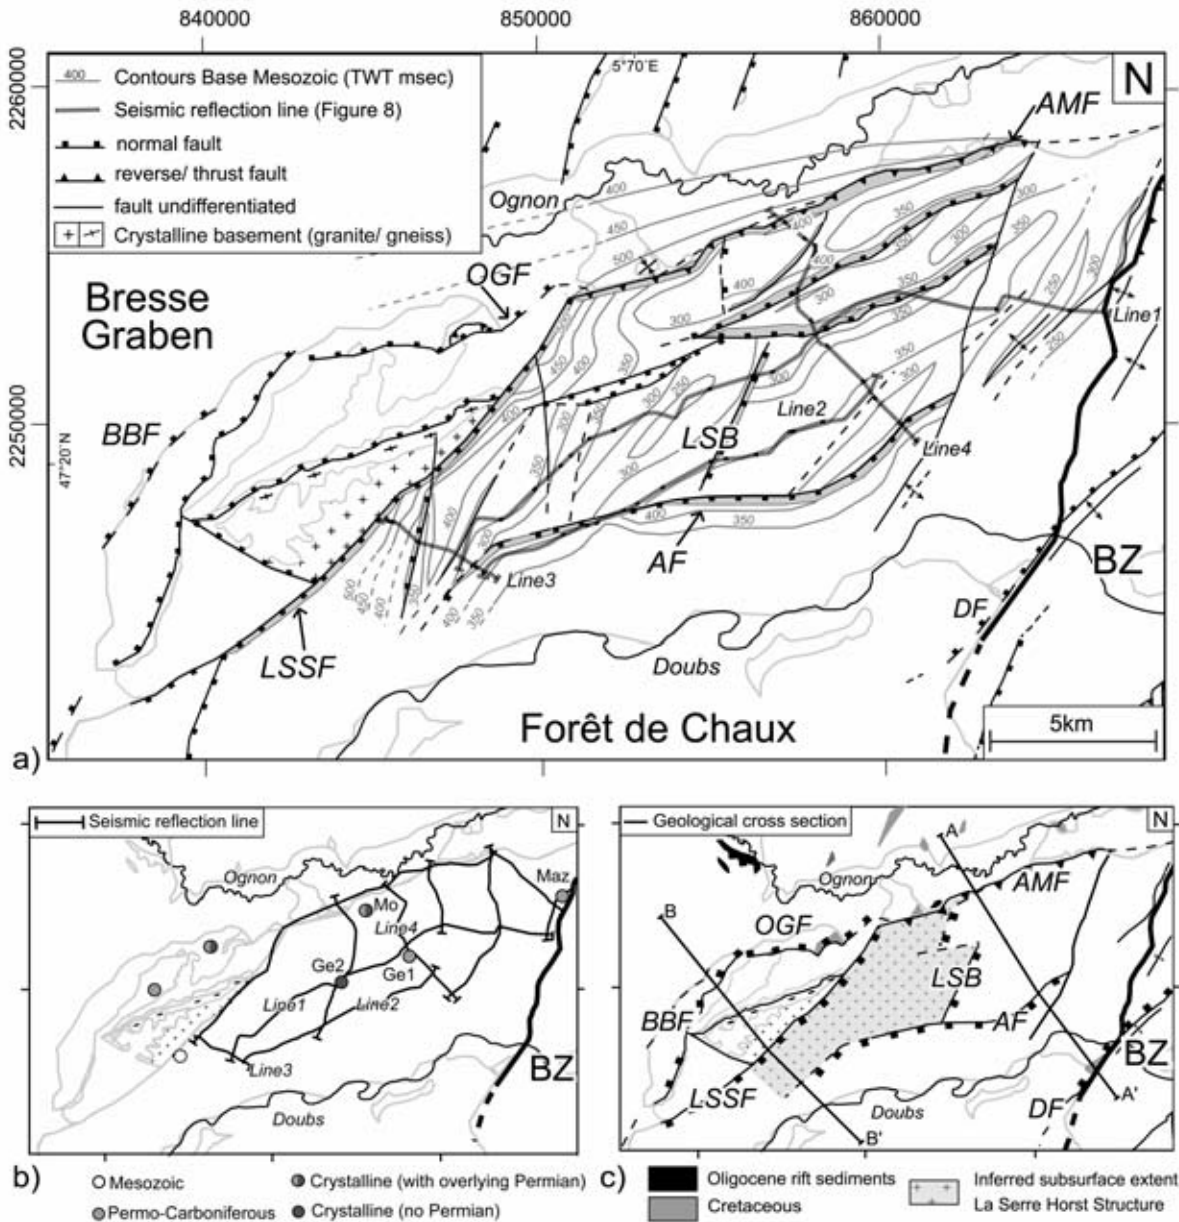 840000
850000
860000
2260000
2250000
5°70'E
47°20'N
400 Contours Base Mesozoic (TWT msec)
Seismic reflection line (Figure 8)
normal fault
reverse/ thrust fault
fault undifferentiated
Crystalline basement (granite/ gneiss)
N
AMF
Ognon
400
450
500
OGF
Bresse
Graben
BBF
Line1
Line2
LSB
Line4
AF
Line3
LSSF
Doubs
DF
BZ
Forêt de Chaux
5km
a)
Seismic reflection line
N
Ognon
Maz
Mo
Line4
Ge2
Ge1
Line1
Line2
Line3
BZ
Doubs
b)
Mesozoic
Permo-Carboniferous
Crystalline (with overlying Permian)
Crystalline (no Permian)
Geological cross section
N
A
Ognon
AMF
B
OGF
LSB
BBF
AF
BZ
LSSF
A'
DF
Doubs
B'
c)
Oligocene rift sediments
Cretaceous
Inferred subsurface extent
La Serre Horst Structure